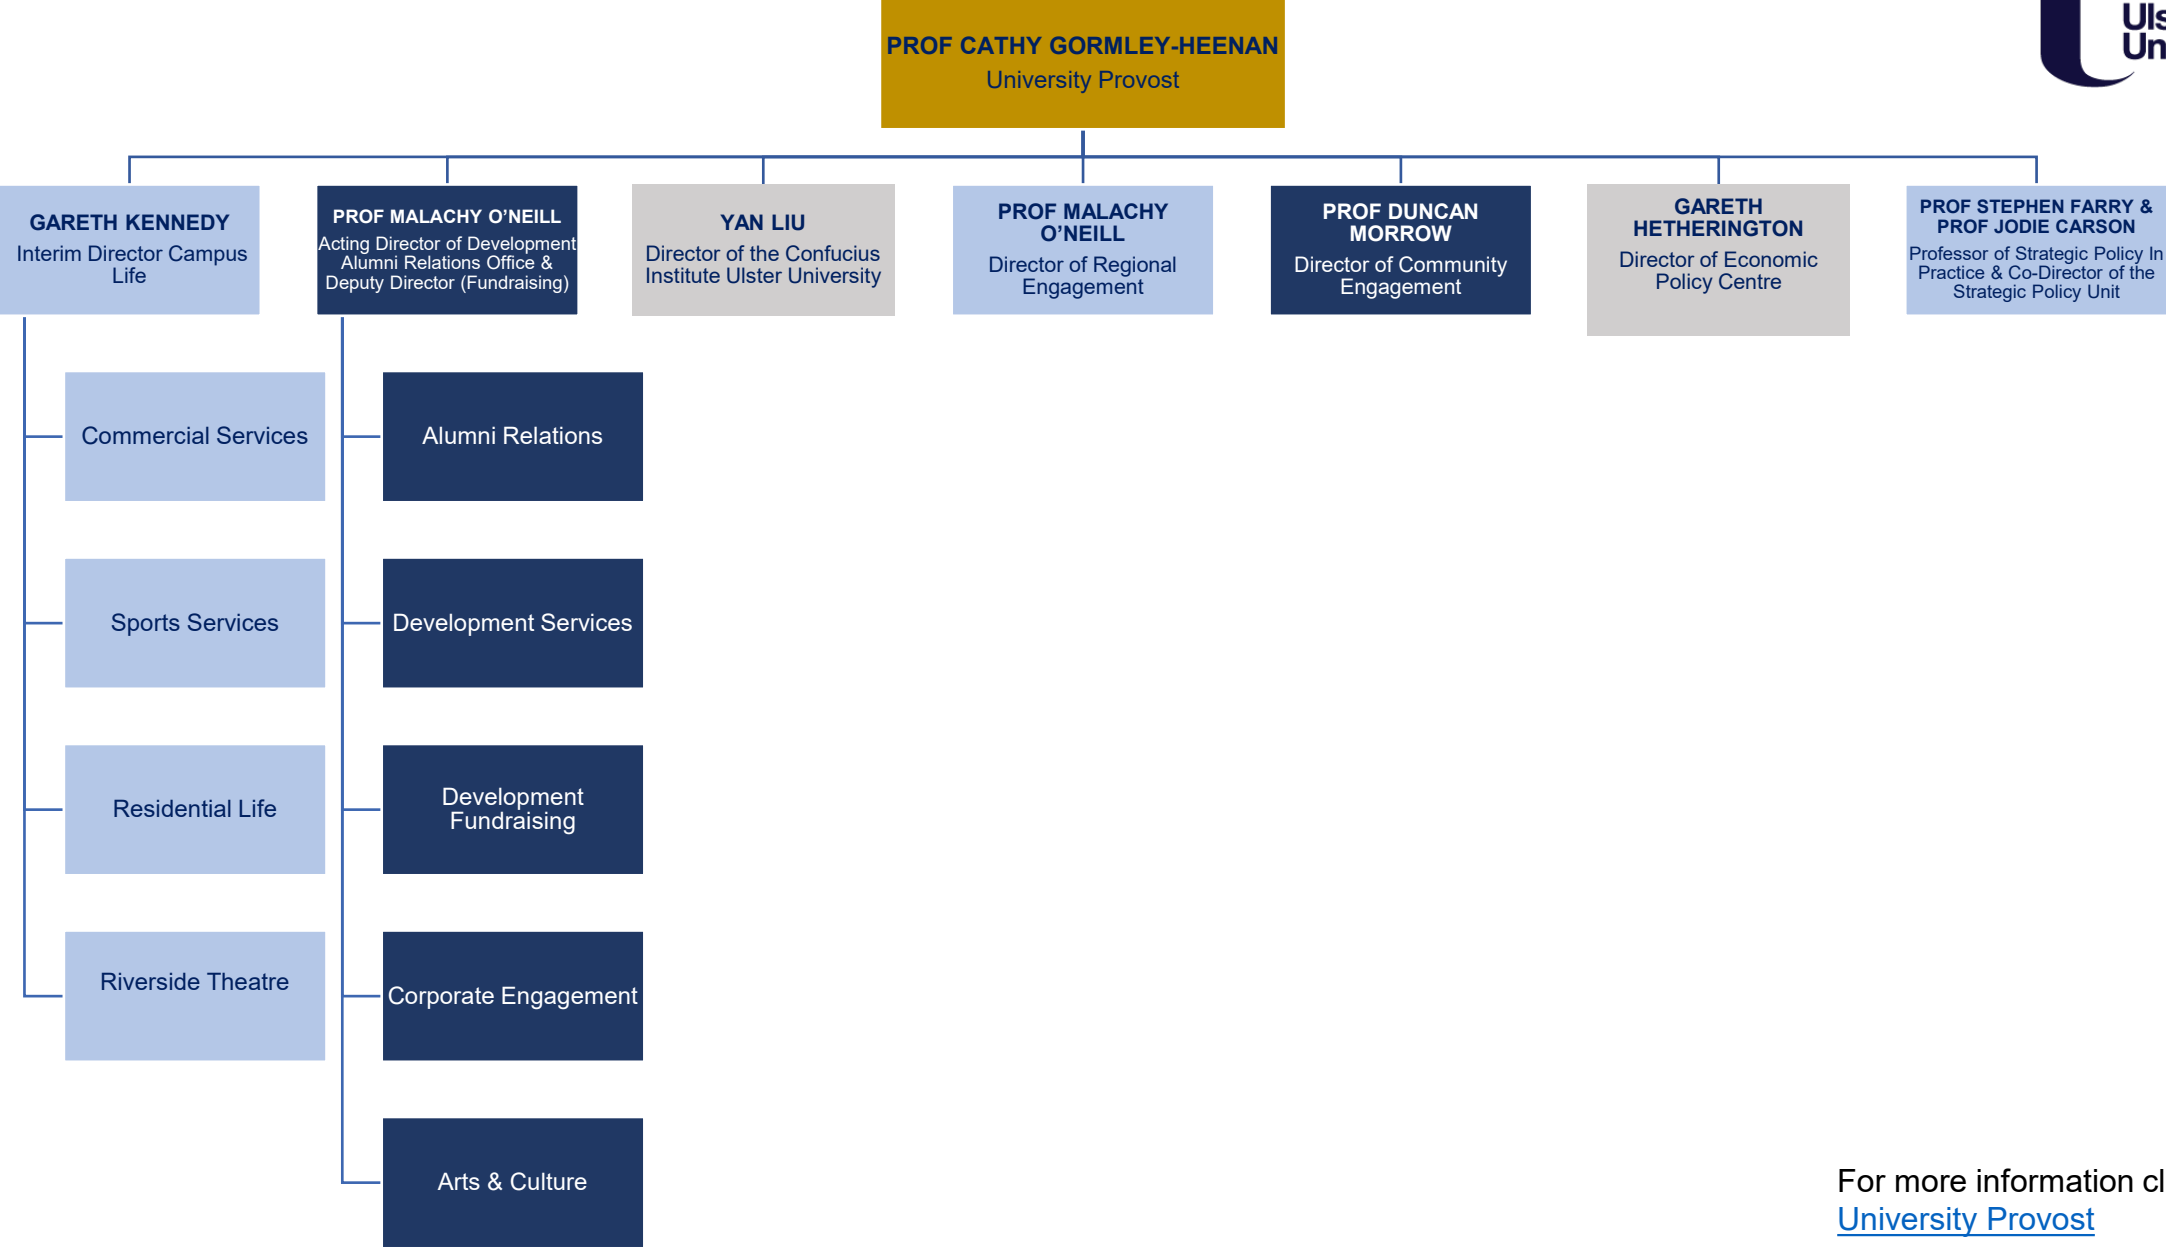 PROF CATHY GORMLEY-HEENAN
University Provost
GARETH KENNEDY
Interim Director Campus
Life
PROF MALACHY O’NEILL
Acting Director of Development
Alumni Relations Office &
Deputy Director (Fundraising)
YAN LIU
Director of the Confucius
Institute Ulster University
PROF MALACHY
O’NEILL
Director of Regional
Engagement
PROF DUNCAN
MORROW
Director of Community
Engagement
GARETH
HETHERINGTON
Director of Economic
Policy Centre
PROF STEPHEN FARRY &
PROF JODIE CARSON
Professor of Strategic Policy In
Practice & Co-Director of the
Strategic Policy Unit
Commercial Services
Sports Services
Residential Life
Riverside Theatre
Alumni Relations
Development Services
Development
Fundraising
Corporate Engagement
Arts & Culture
For more information
University Provost